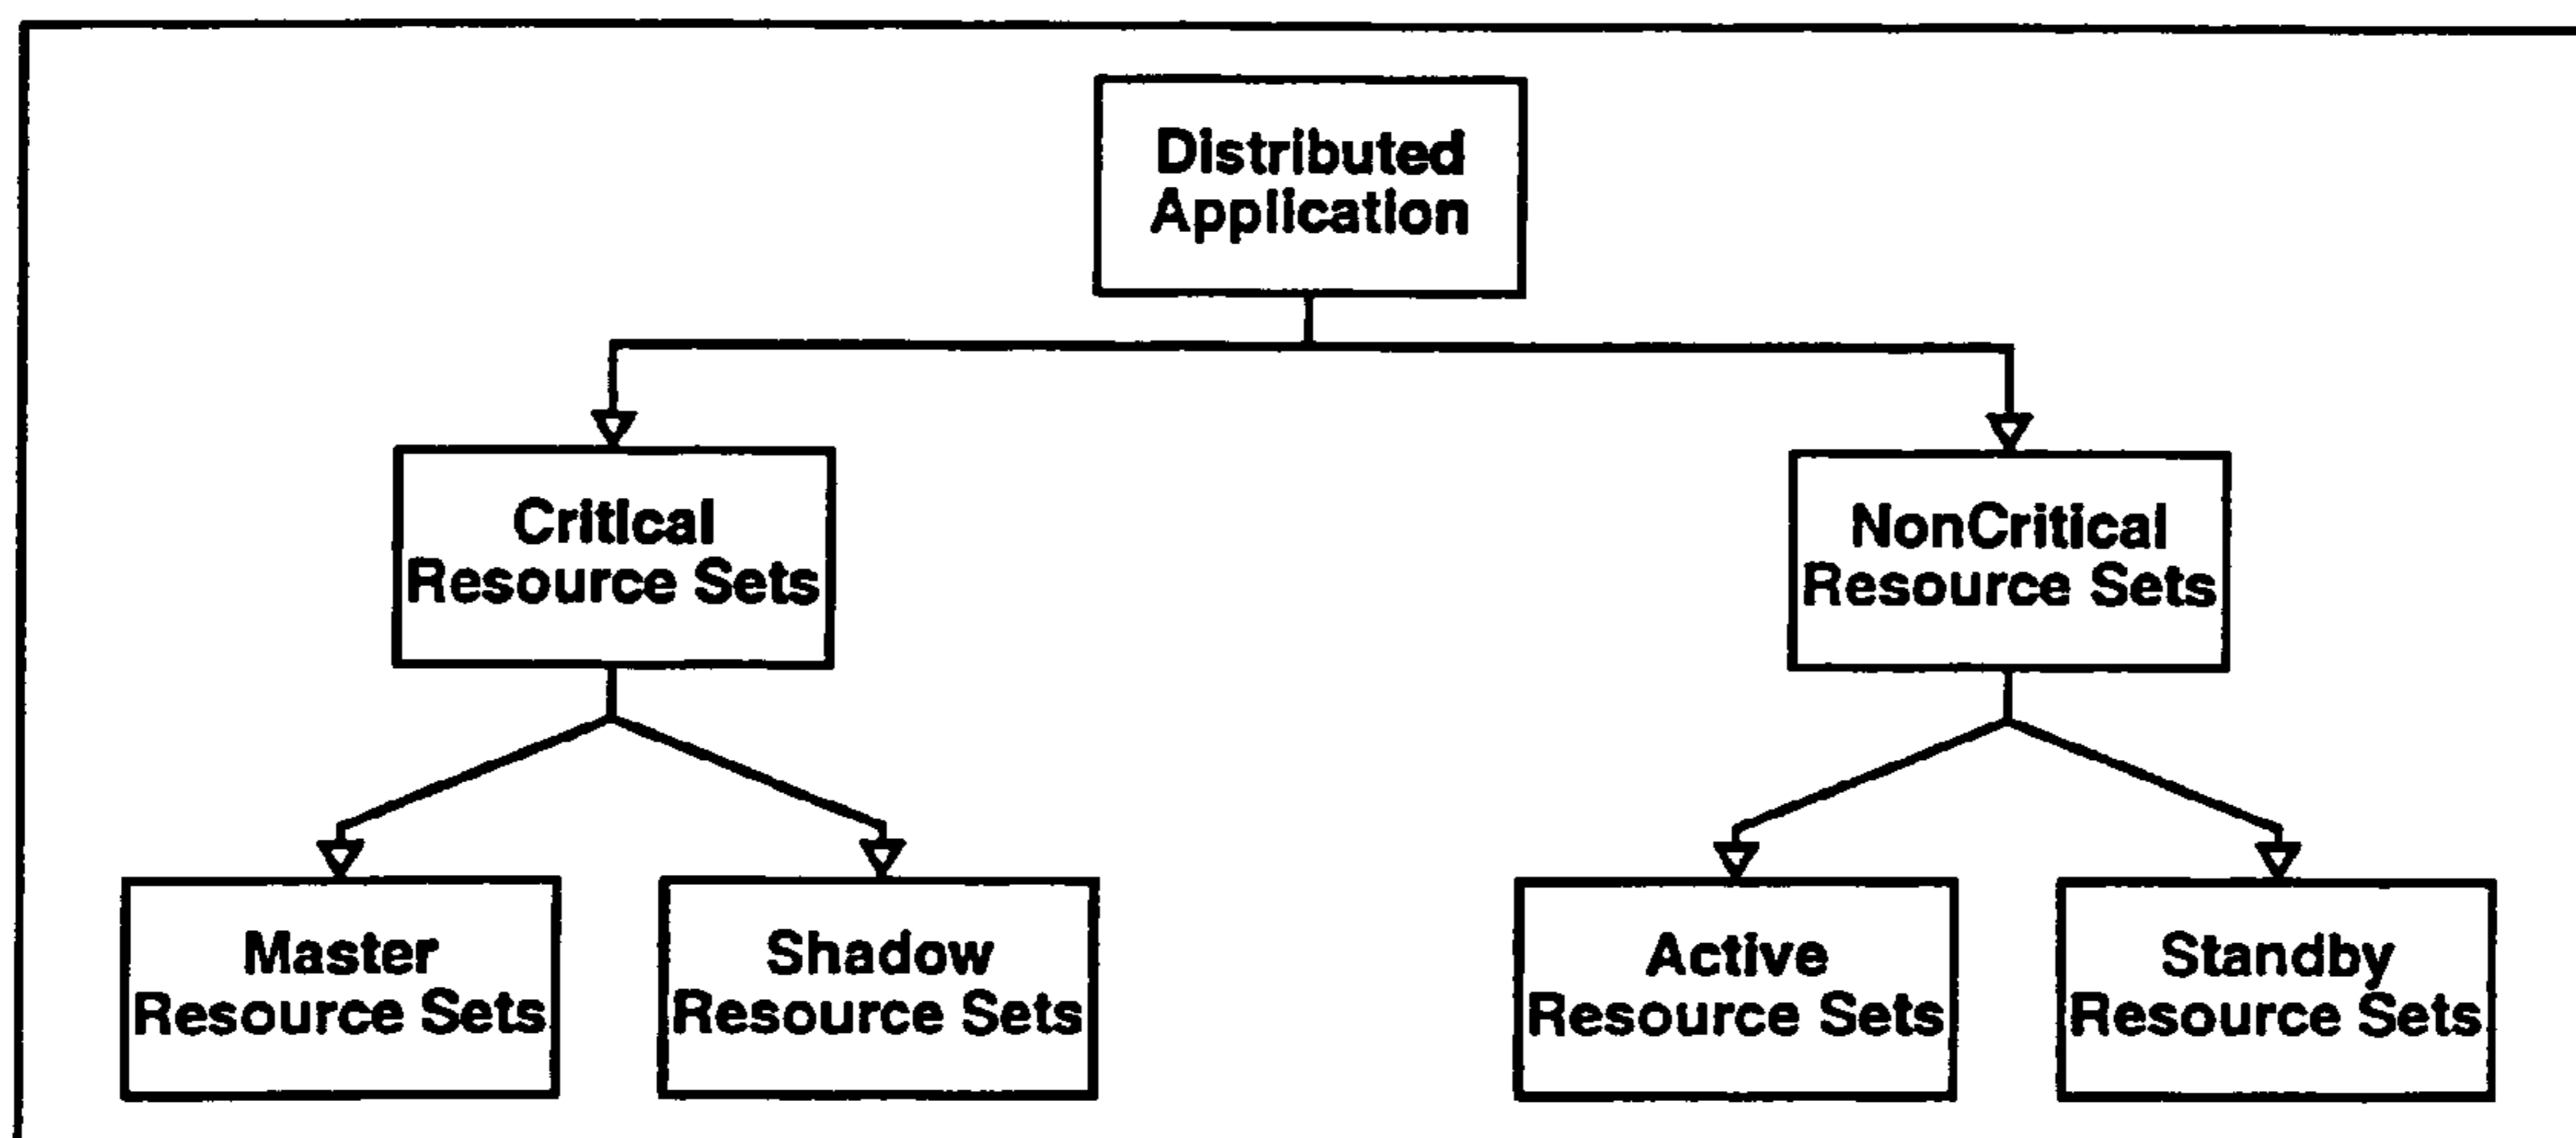 Distributed
Application
Critical
Resource Sets
NonCritical
Resource Sets
Master
Resource Sets
Shadow
Resource Sets
Active
Resource Sets
Standby
Resource Sets